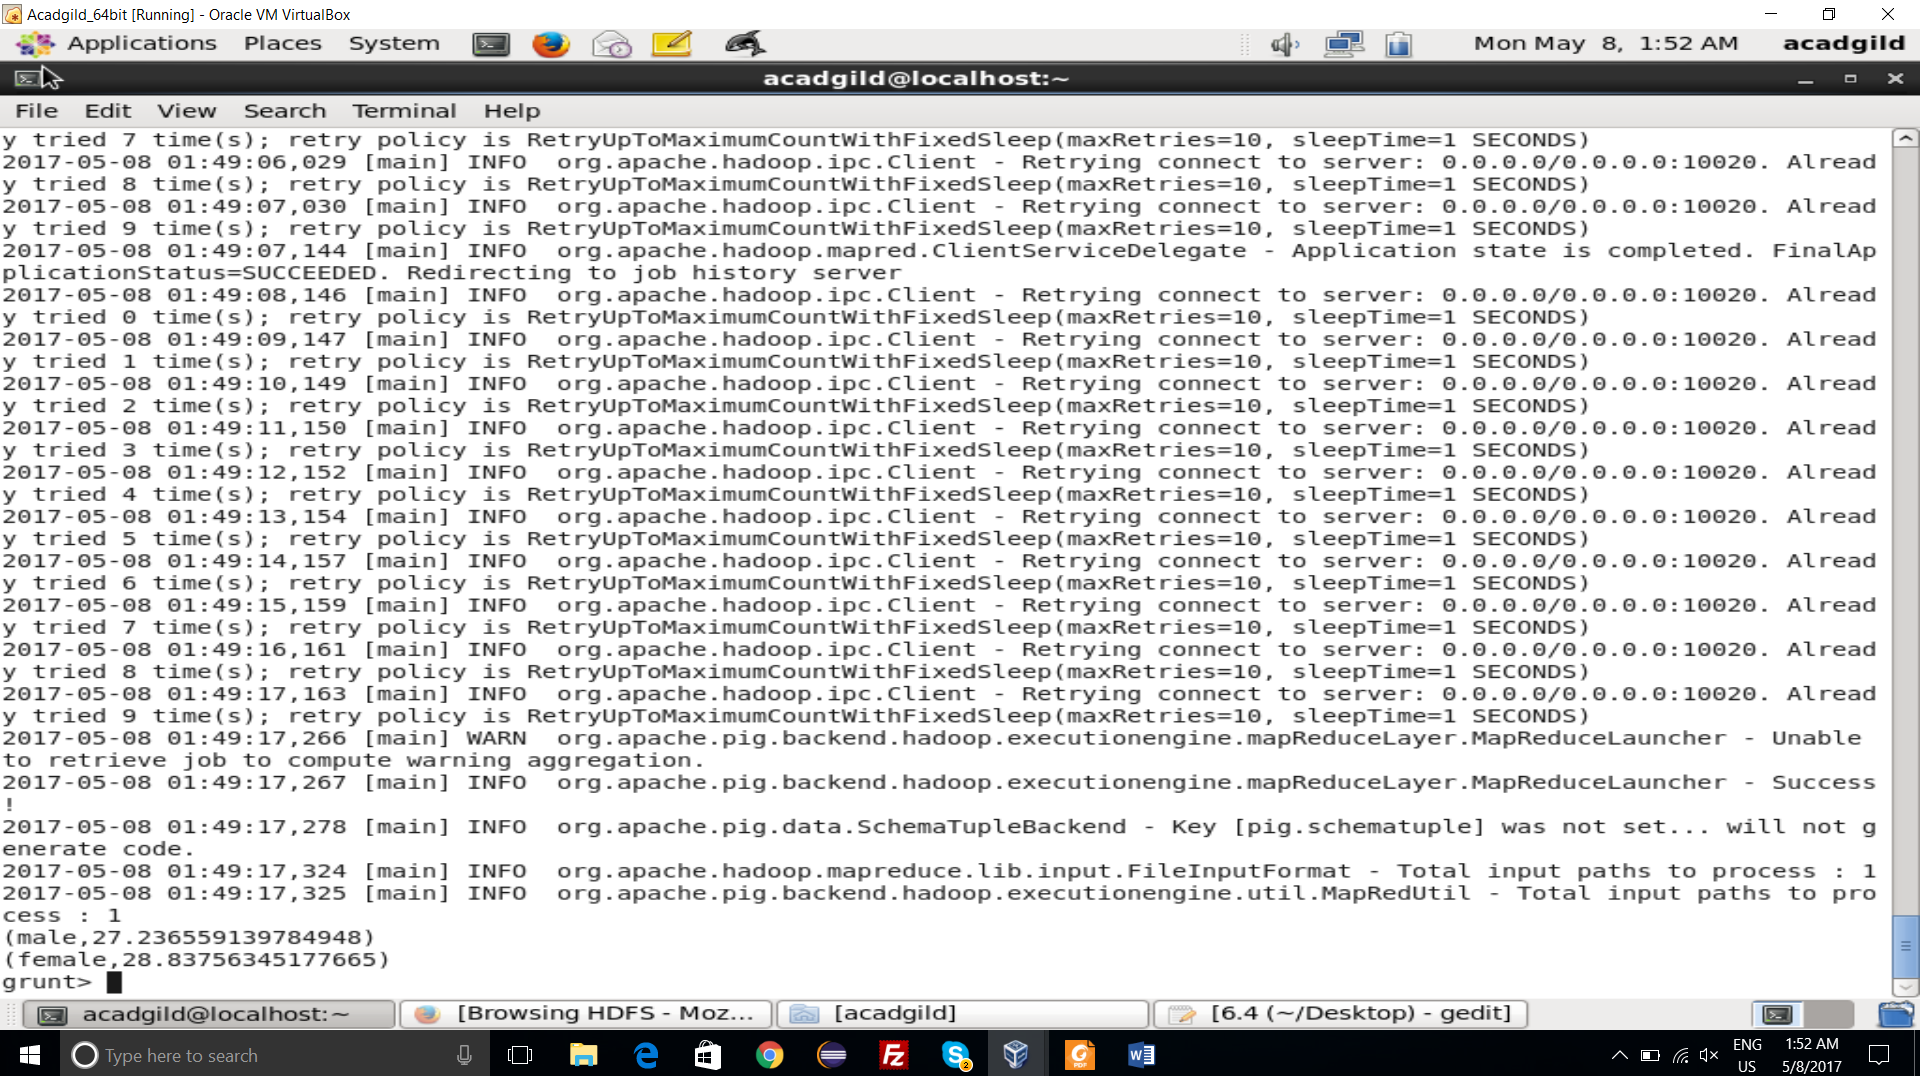 Acadgild_64bit [Running] - Oracle VM VirtualBox
Applications Places System Mon May 8, 1:52 AM acadgild
acadgild@localhost:~
File Edit View Search Terminal Help
y tried 7 time(s); retry policy is RetryUpToMaximumCountWithFixedSleep(maxRetries=10, sleepTime=1 SECONDS)
2017-05-08 01:49:06,029 [main] INFO  org.apache.hadoop.ipc.Client - Retrying connect to server: 0.0.0.0/0.0.0.0:10020. Alread
y tried 8 time(s); retry policy is RetryUpToMaximumCountWithFixedSleep(maxRetries=10, sleepTime=1 SECONDS)
2017-05-08 01:49:07,030 [main] INFO  org.apache.hadoop.ipc.Client - Retrying connect to server: 0.0.0.0/0.0.0.0:10020. Alread
y tried 9 time(s); retry policy is RetryUpToMaximumCountWithFixedSleep(maxRetries=10, sleepTime=1 SECONDS)
2017-05-08 01:49:07,144 [main] INFO  org.apache.hadoop.mapred.ClientServiceDelegate - Application state is completed. FinalAp
plicationStatus=SUCCEEDED. Redirecting to job history server
2017-05-08 01:49:08,146 [main] INFO  org.apache.hadoop.ipc.Client - Retrying connect to server: 0.0.0.0/0.0.0.0:10020. Alread
y tried 0 time(s); retry policy is RetryUpToMaximumCountWithFixedSleep(maxRetries=10, sleepTime=1 SECONDS)
2017-05-08 01:49:09,147 [main] INFO  org.apache.hadoop.ipc.Client - Retrying connect to server: 0.0.0.0/0.0.0.0:10020. Alread
y tried 1 time(s); retry policy is RetryUpToMaximumCountWithFixedSleep(maxRetries=10, sleepTime=1 SECONDS)
2017-05-08 01:49:10,149 [main] INFO  org.apache.hadoop.ipc.Client - Retrying connect to server: 0.0.0.0/0.0.0.0:10020. Alread
y tried 2 time(s); retry policy is RetryUpToMaximumCountWithFixedSleep(maxRetries=10, sleepTime=1 SECONDS)
2017-05-08 01:49:11,150 [main] INFO  org.apache.hadoop.ipc.Client - Retrying connect to server: 0.0.0.0/0.0.0.0:10020. Alread
y tried 3 time(s); retry policy is RetryUpToMaximumCountWithFixedSleep(maxRetries=10, sleepTime=1 SECONDS)
2017-05-08 01:49:12,152 [main] INFO  org.apache.hadoop.ipc.Client - Retrying connect to server: 0.0.0.0/0.0.0.0:10020. Alread
y tried 4 time(s); retry policy is RetryUpToMaximumCountWithFixedSleep(maxRetries=10, sleepTime=1 SECONDS)
2017-05-08 01:49:13,154 [main] INFO  org.apache.hadoop.ipc.Client - Retrying connect to server: 0.0.0.0/0.0.0.0:10020. Alread
y tried 5 time(s); retry policy is RetryUpToMaximumCountWithFixedSleep(maxRetries=10, sleepTime=1 SECONDS)
2017-05-08 01:49:14,157 [main] INFO  org.apache.hadoop.ipc.Client - Retrying connect to server: 0.0.0.0/0.0.0.0:10020. Alread
y tried 6 time(s); retry policy is RetryUpToMaximumCountWithFixedSleep(maxRetries=10, sleepTime=1 SECONDS)
2017-05-08 01:49:15,159 [main] INFO  org.apache.hadoop.ipc.Client - Retrying connect to server: 0.0.0.0/0.0.0.0:10020. Alread
y tried 7 time(s); retry policy is RetryUpToMaximumCountWithFixedSleep(maxRetries=10, sleepTime=1 SECONDS)
2017-05-08 01:49:16,161 [main] INFO  org.apache.hadoop.ipc.Client - Retrying connect to server: 0.0.0.0/0.0.0.0:10020. Alread
y tried 8 time(s); retry policy is RetryUpToMaximumCountWithFixedSleep(maxRetries=10, sleepTime=1 SECONDS)
2017-05-08 01:49:17,163 [main] INFO  org.apache.hadoop.ipc.Client - Retrying connect to server: 0.0.0.0/0.0.0.0:10020. Alread
y tried 9 time(s); retry policy is RetryUpToMaximumCountWithFixedSleep(maxRetries=10, sleepTime=1 SECONDS)
2017-05-08 01:49:17,266 [main] WARN  org.apache.pig.backend.hadoop.executionengine.mapReduceLayer.MapReduceLauncher - Unable
to retrieve job to compute warning aggregation.
2017-05-08 01:49:17,267 [main] INFO  org.apache.pig.backend.hadoop.executionengine.mapReduceLayer.MapReduceLauncher - Success
!
2017-05-08 01:49:17,278 [main] INFO  org.apache.pig.data.SchemaTupleBackend - Key [pig.schematuple] was not set... will not g
enerate code.
2017-05-08 01:49:17,324 [main] INFO  org.apache.hadoop.mapreduce.lib.input.FileInputFormat - Total input paths to process : 1
2017-05-08 01:49:17,325 [main] INFO  org.apache.pig.backend.hadoop.executionengine.util.MapRedUtil - Total input paths to pro
cess : 1
(male,27.236559139784948)
(female,28.83756345177665)
grunt>
acadgild@localhost:~ [Browsing HDFS - Moz... [acadgild] [6.4 (~/Desktop) - gedit]
Type here to search
ENG 1:52 AM
US 5/8/2017